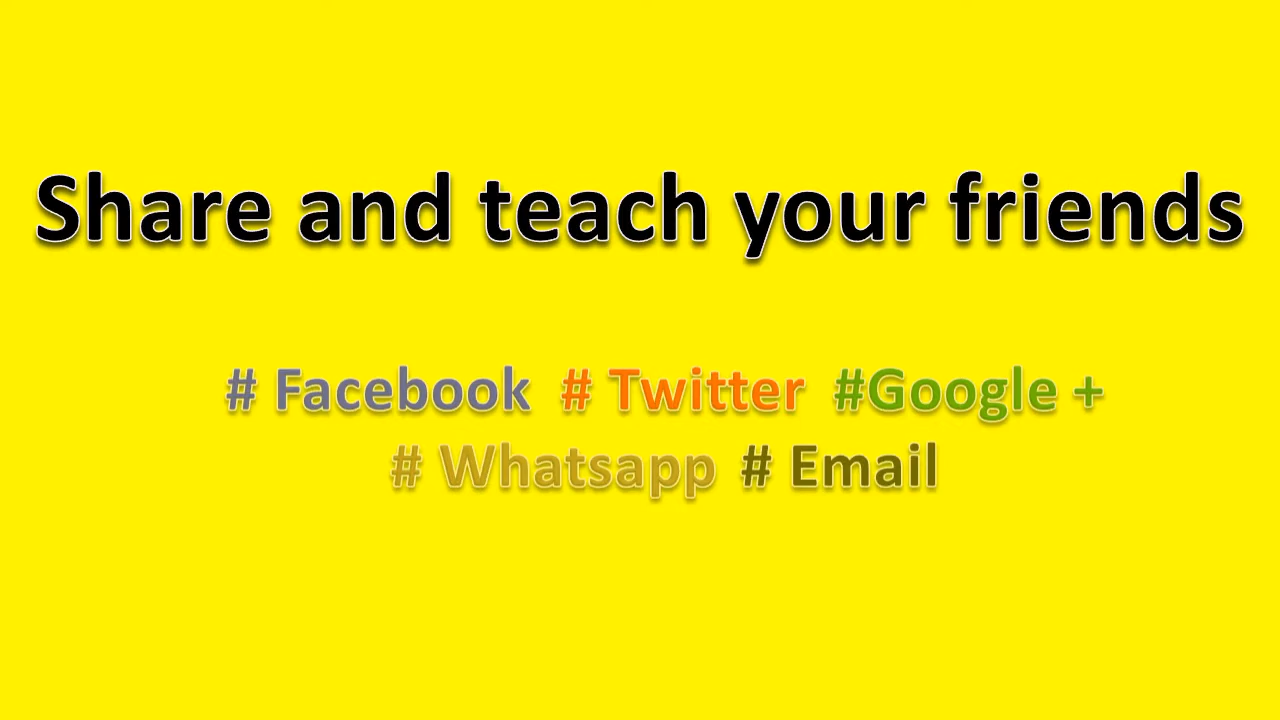 Share and teach your friends
# Facebook # Twitter #Google +
# Whatsapp # Email